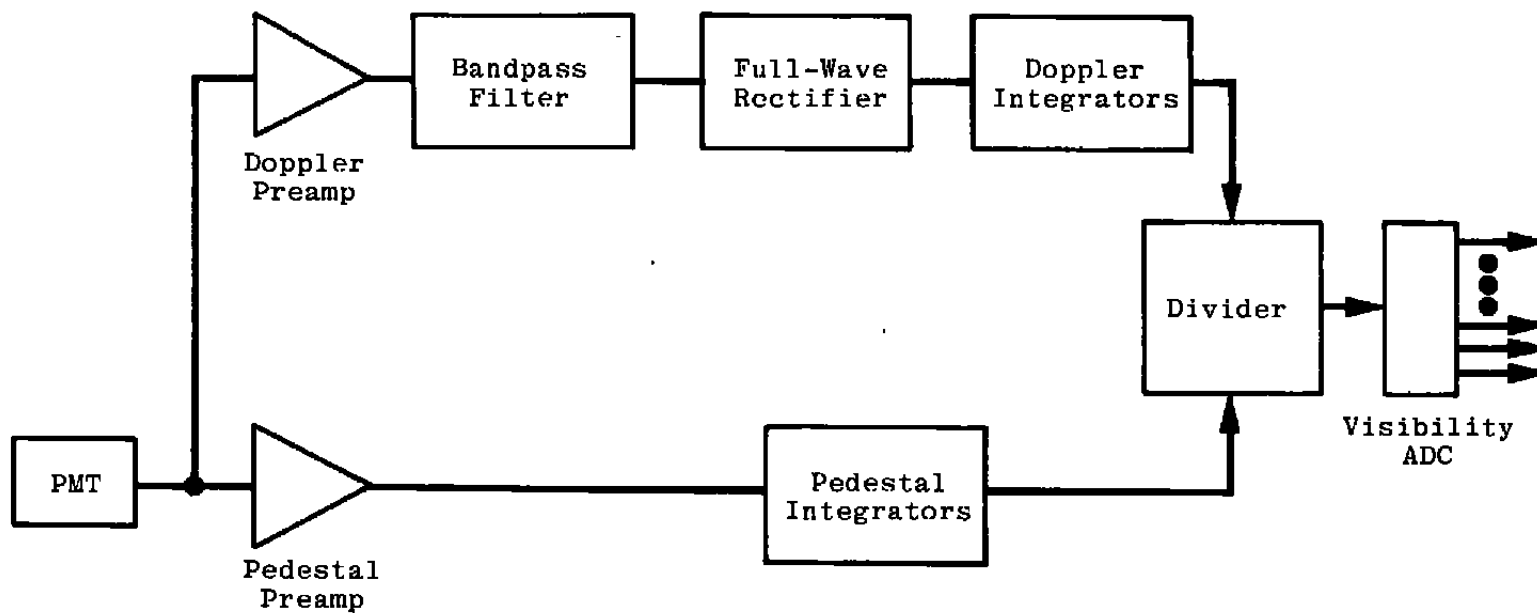 Bandpass
Filter
Full-Wave
Rectifier
Doppler
Integrators
Doppler
Preamp
Divider
Visibility
ADC
PMT
Pedestal
Integrators
Pedestal
Preamp